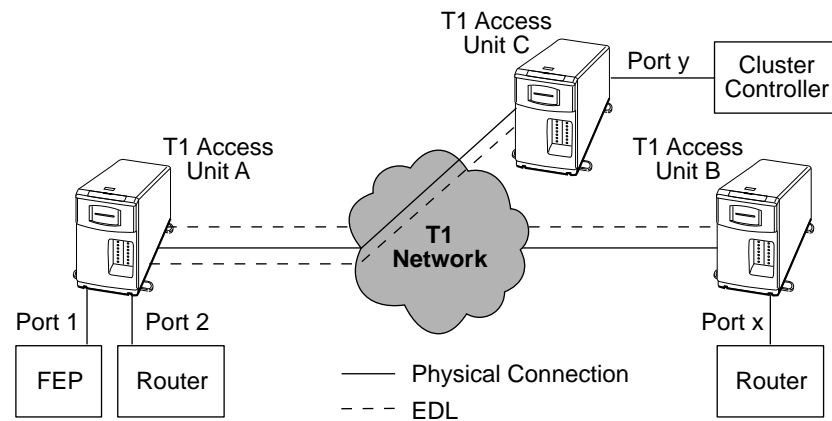 T1 Access
Unit C
Port y
Cluster
Controller
T1 Access
Unit A
T1 Access
Unit B
T1
Network
Port 1
Port 2
Port x
FEP
Router
Physical Connection
EDL
Router